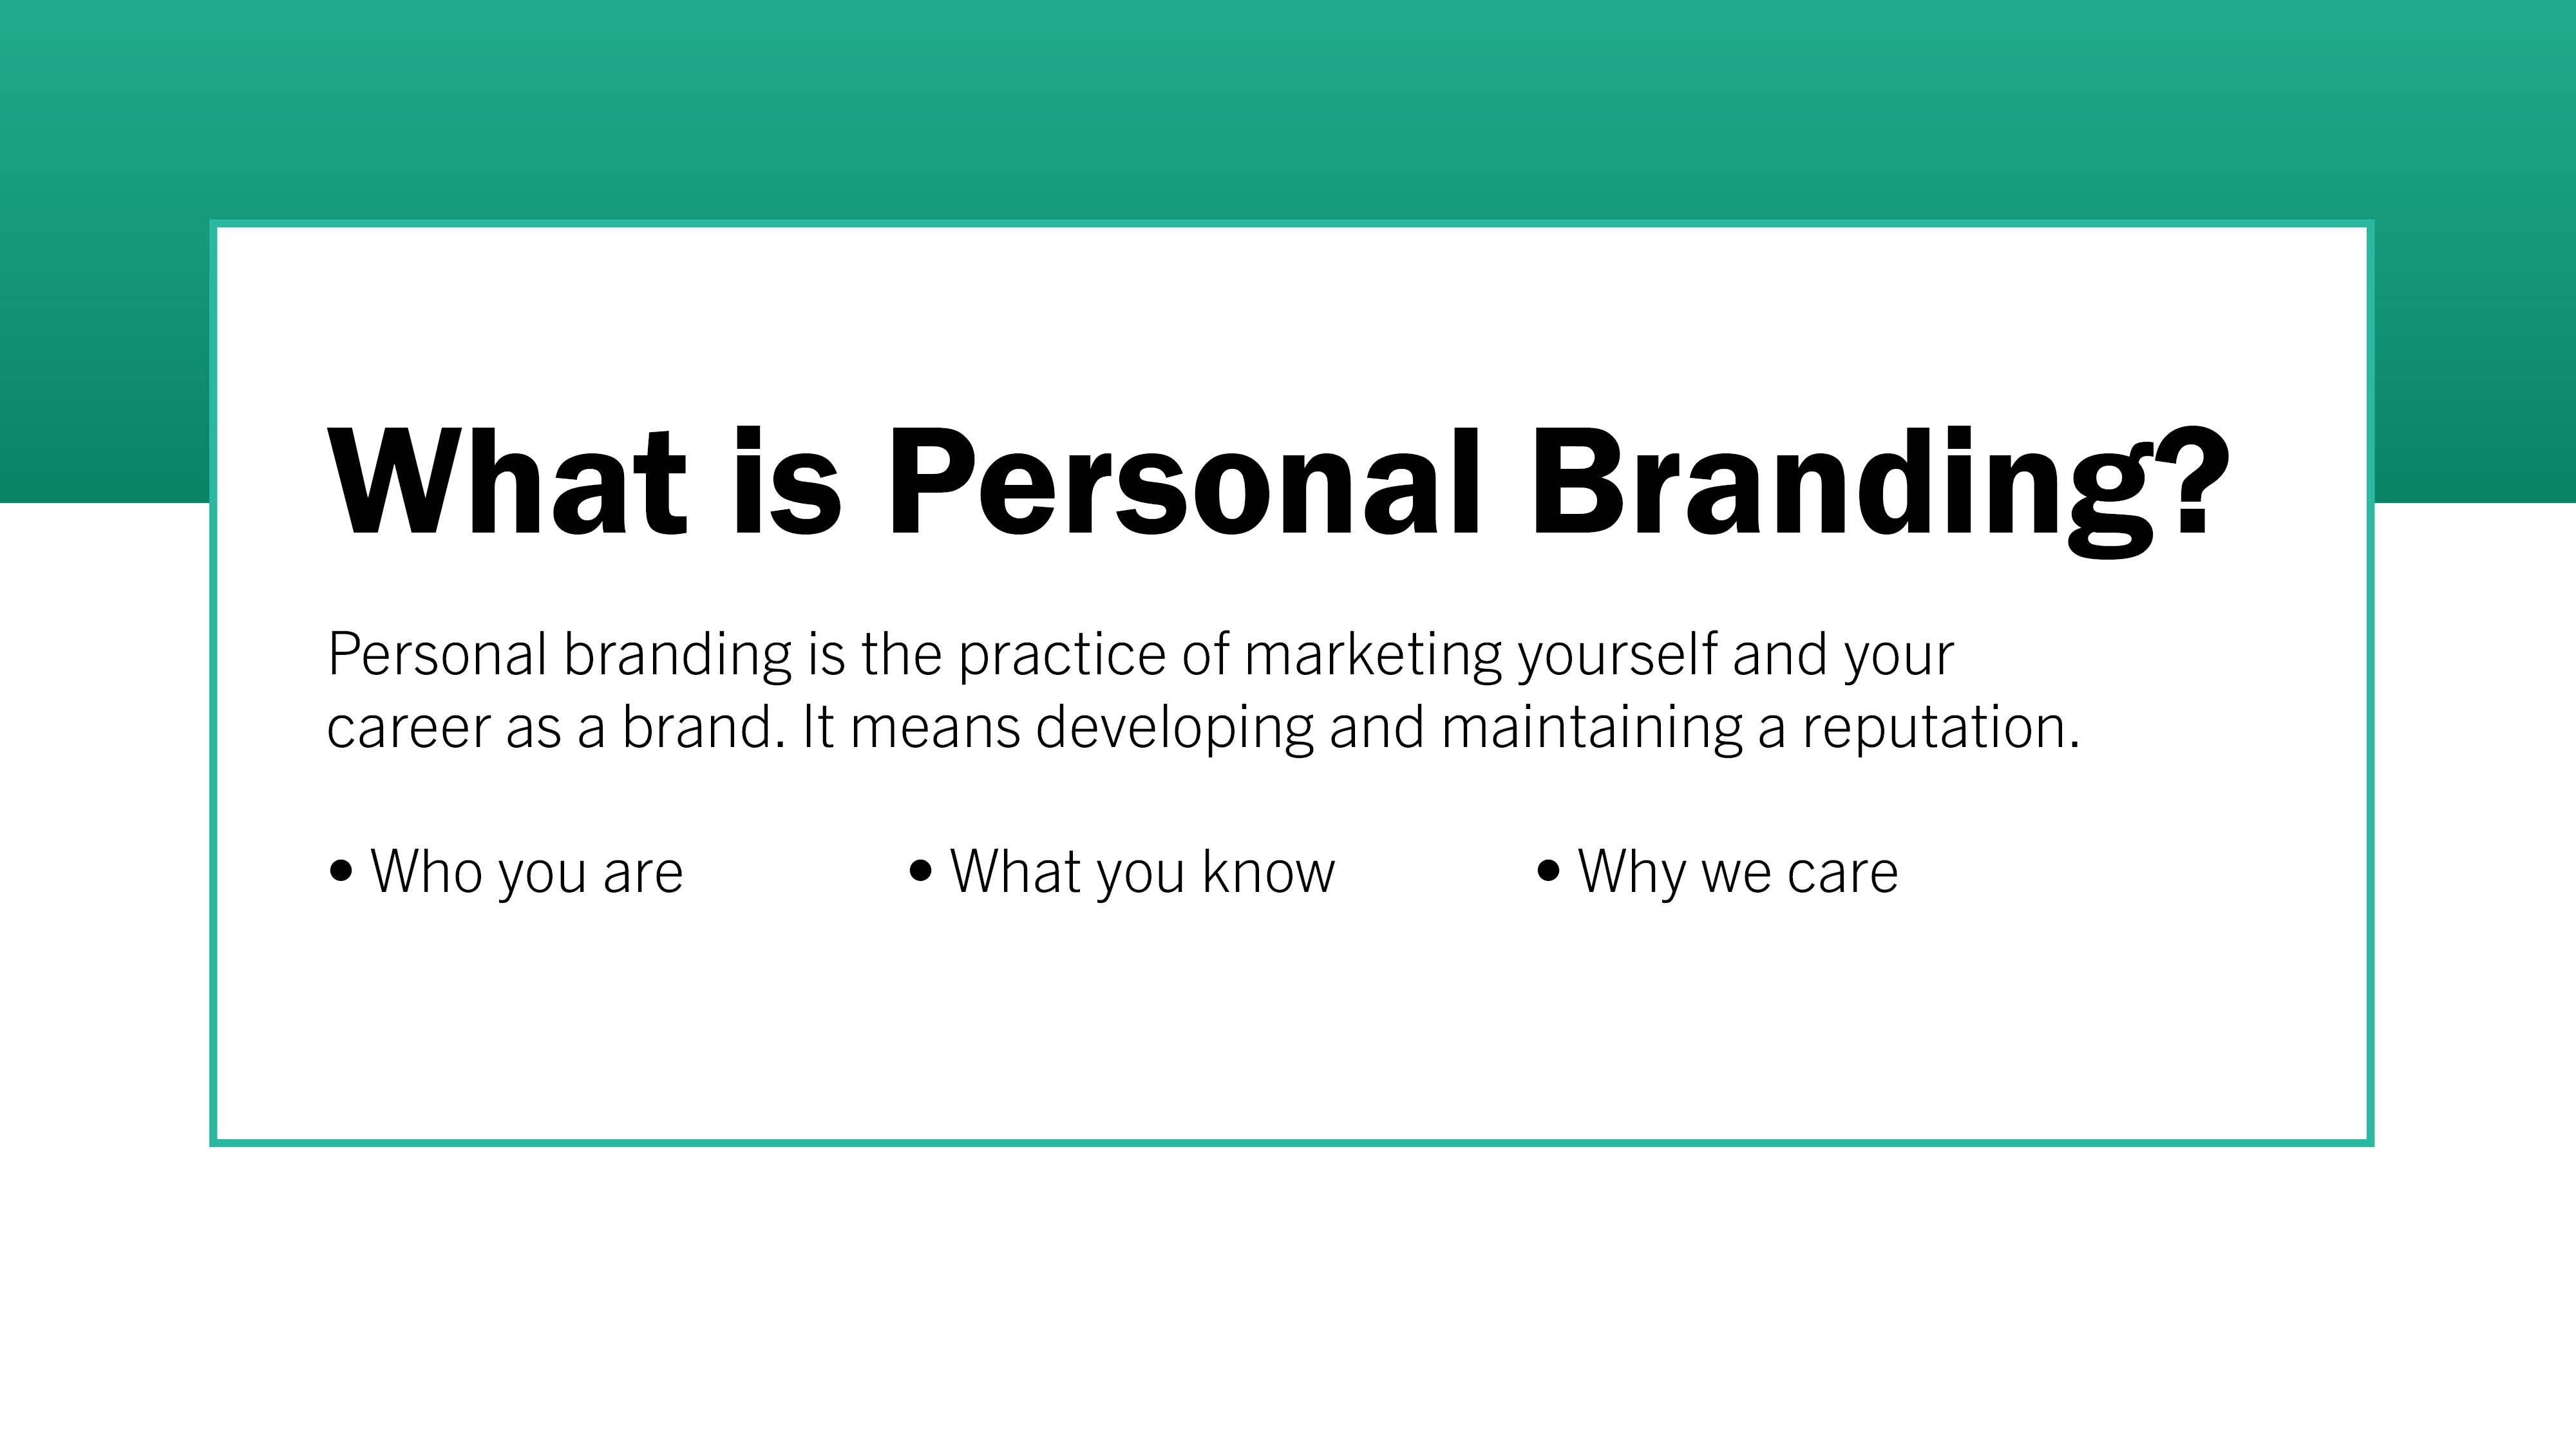 What is Personal Branding?
Personal branding is the practice of marketing yourself and your
career as a brand. It means developing and maintaining a reputation.
• Who you are • What you know • Why we care